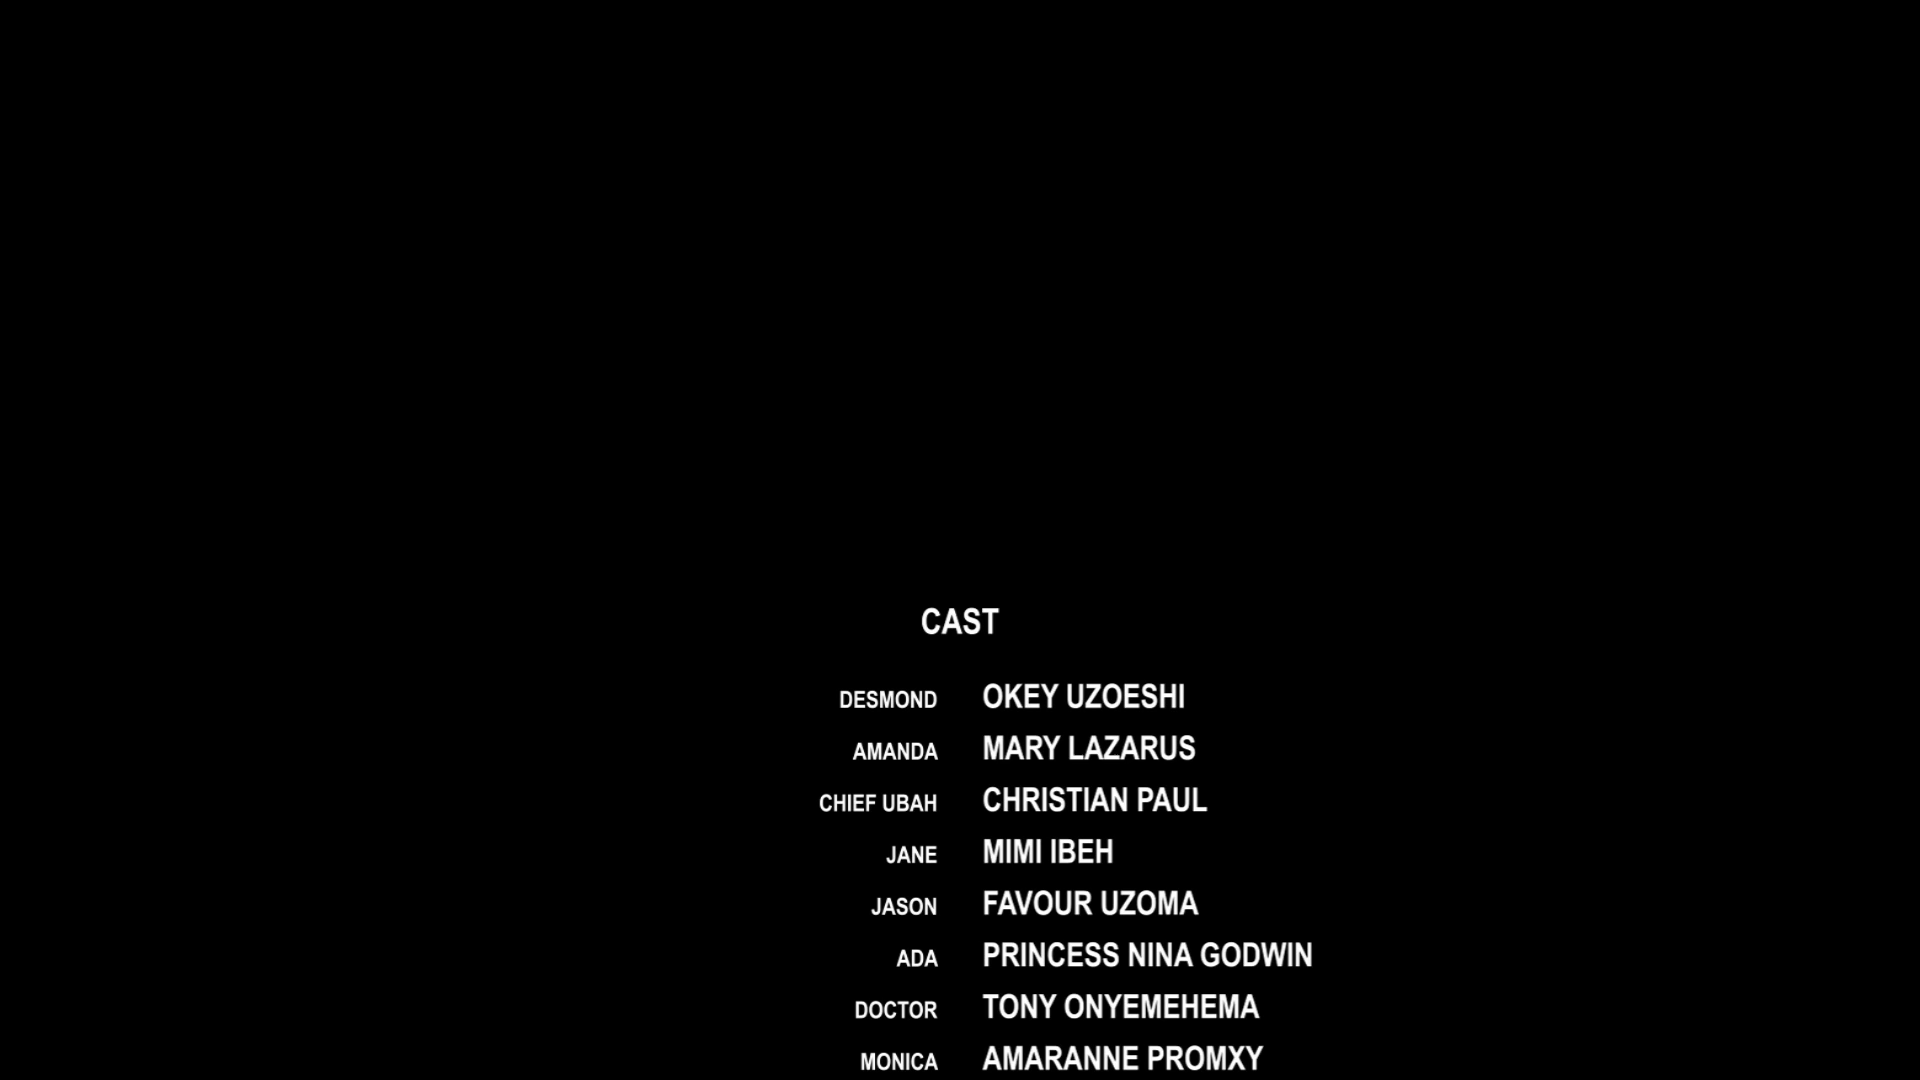 CAST
DESMOND OKEY UZOESHI
AMANDA MARY LAZARUS
CHIEF UBAH CHRISTIAN PAUL
JANE MIMI IBEH
JASON FAVOUR UZOMA
ADA PRINCESS NINA GODWIN
DOCTOR TONY ONYEMEHEMA
MONICA AMARANNE PROMXY